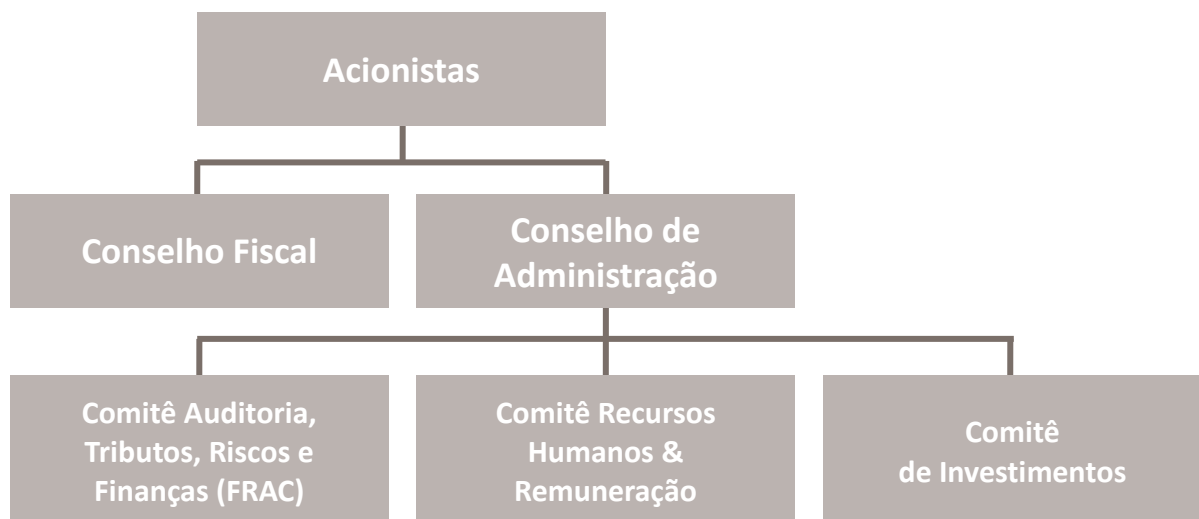 Acionistas
Conselho Fiscal
Conselho de
Administração
Comitê Auditoria,
Tributos, Riscos e
Finanças (FRAC)
Comitê Recursos
Humanos &
Remuneração
Comitê
de Investimentos